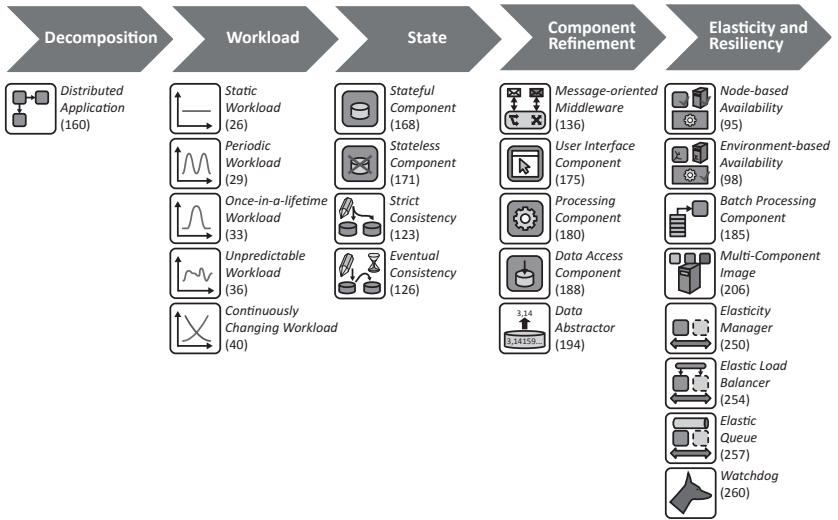 Decomposition
Workload
State
Component
Refinement
Elasticity and
Resiliency
Distributed
Application
(160)
Static
Workload
(26)
Periodic
Workload
(29)
Once-in-a-lifetime
Workload
(33)
Unpredictable
Workload
(36)
Continuously
Changing Workload
(40)
Stateful
Component
(168)
Stateless
Component
(171)
Strict
Consistency
(123)
Eventual
Consistency
(126)
Message-oriented
Middleware
(136)
User Interface
Component
(175)
Processing
Component
(180)
Data Access
Component
(188)
3,14
3,14159...
Data
Abstractor
(194)
Node-based
Availability
(95)
Environment-based
Availability
(98)
Batch Processing
Component
(185)
Multi-Component
Image
(206)
Elasticity
Manager
(250)
Elastic Load
Balancer
(254)
Elastic
Queue
(257)
Watchdog
(260)